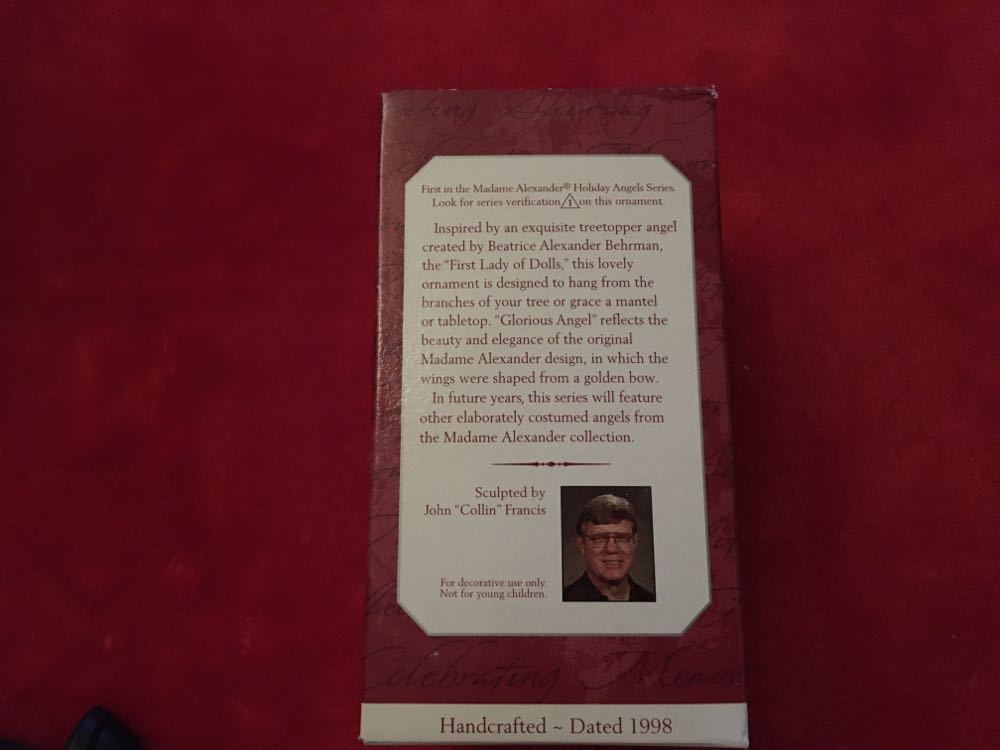 First in the Madame Alexander® Holiday Angels Series.
Look for series verification 1 on this ornament.
Inspired by an exquisite treetopper angel
created by Beatrice Alexander Behrman,
the “First Lady of Dolls,” this lovely
ornament is designed to hang from the
branches of your tree or grace a mantel
or tabletop. “Glorious Angel” reflects the
beauty and elegance of the original
Madame Alexander design, in which the
wings were shaped from a golden bow.
In future years, this series will feature
other elaborately costumed angels from
the Madame Alexander collection.
Sculpted by
John “Collin” Francis
For decorative use only.
Not for young children.
Celebrating
Handcrafted ~ Dated 1998